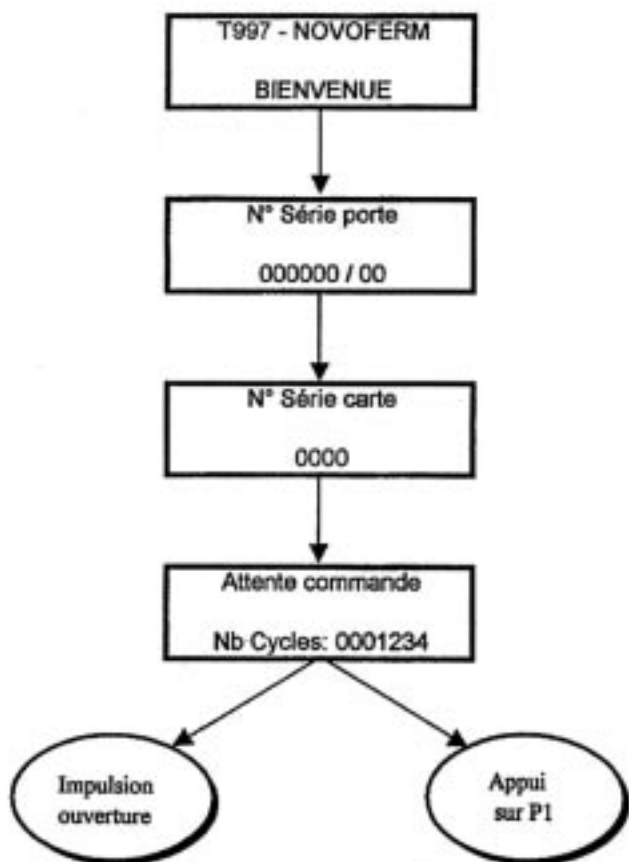 T997 - NOVOFERM
BIENVENUE
N° Série porte
000000 / 00
N° Série carte
0000
Attente commande
Nb Cycles: 0001234
Impulsion
ouverture
Appui
sur P1